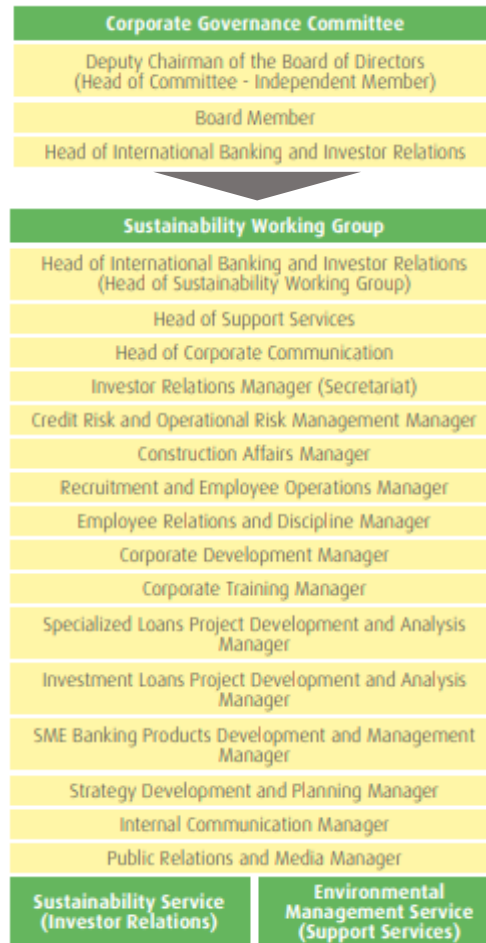 Corporate Governance Committee
Deputy Chairman of the Board of Directors
(Head of Committee - Independent Member)
Board Member
Head of International Banking and Investor Relations
Sustainability Working Group
Head of International Banking and Investor Relations
(Head of Sustainability Working Group)
Head of Support Services
Head of Corporate Communication
Investor Relations Manager (Secretariat)
Credit Risk and Operational Risk Management Manager
Construction Affairs Manager
Recruitment and Employee Operations Manager
Employee Relations and Discipline Manager
Corporate Development Manager
Corporate Training Manager
Specialized Loans Project Development and Analysis
Manager
Investment Loans Project Development and Analysis
Manager
SME Banking Products Development and Management
Manager
Strategy Development and Planning Manager
Internal Communication Manager
Public Relations and Media Manager
Sustainability Service
(Investor Relations)
Environmental
Management Service
(Support Services)